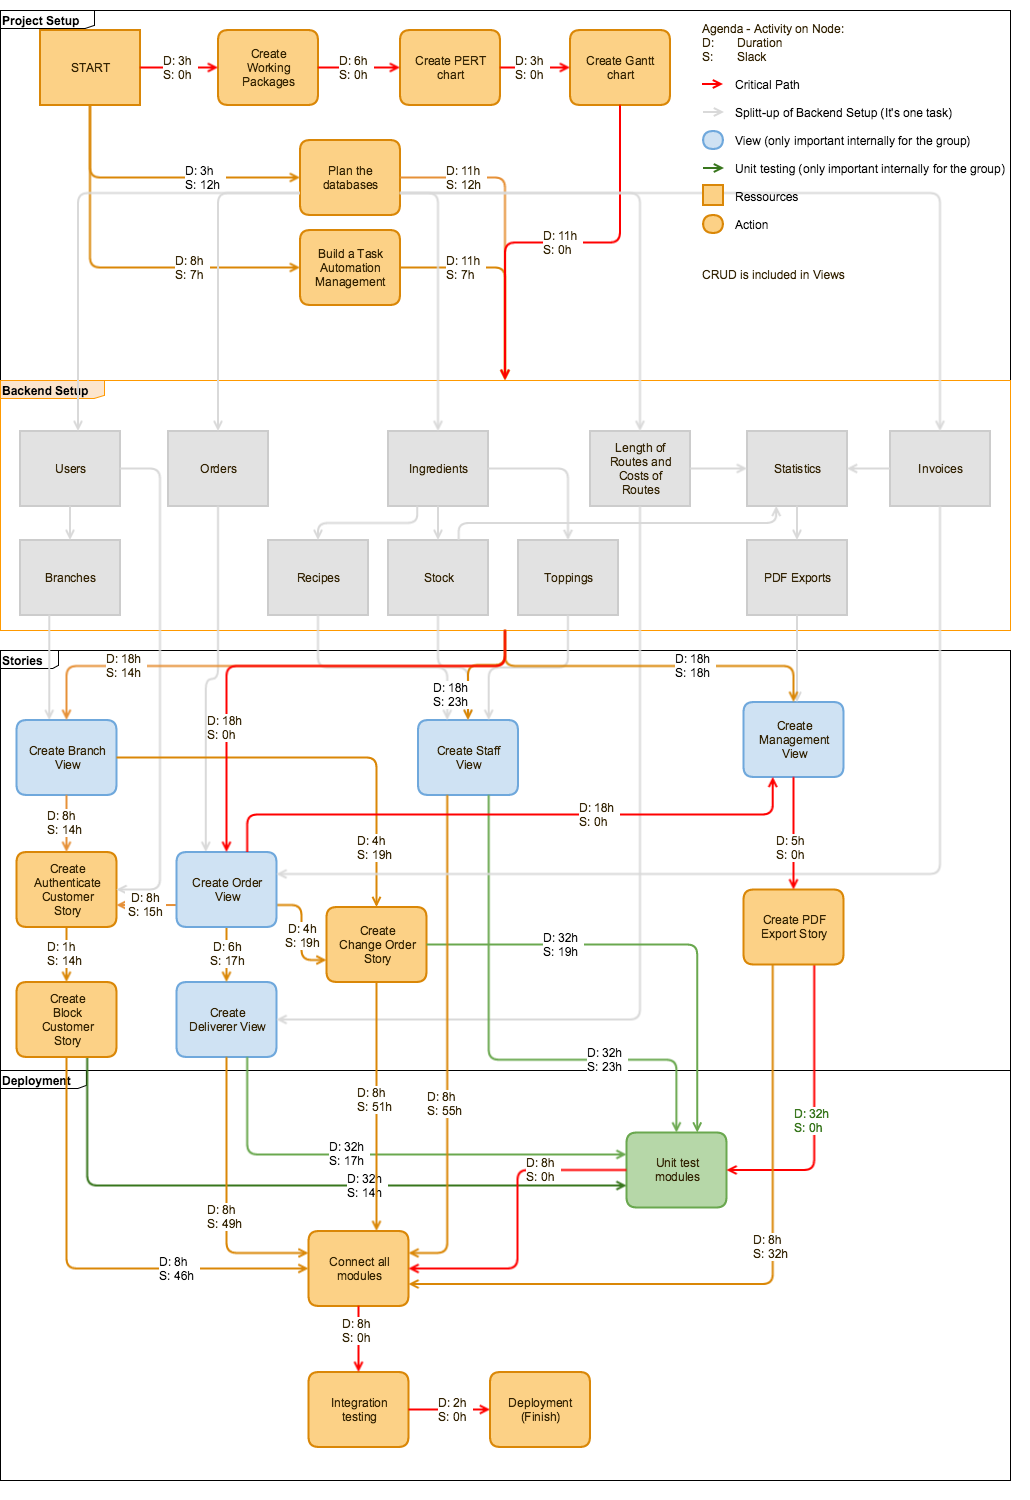 Project Setup
START
D: 3h
S: 0h
Create
Working
Packages
D: 6h
S: 0h
Create PERT
chart
D: 3h
S: 0h
Create Gantt
chart
Agenda - Activity on Node:
D: Duration
S: Slack
Critical Path
Splitt-up of Backend Setup (It's one task)
View (only important internally for the group)
Unit testing (only important internally for the group)
Ressources
Action
CRUD is included in Views
D: 3h
S: 12h
Plan the
databases
D: 11h
S: 12h
D: 11h
S: 0h
D: 8h
S: 7h
Build a Task
Automation
Management
D: 11h
S: 7h
Backend Setup
Users
Orders
Ingredients
Length of
Routes and
Costs of
Routes
Statistics
Invoices
Branches
Recipes
Stock
Toppings
PDF Exports
Stories
D: 18h
S: 14h
D: 18h
S: 0h
D: 18h
S: 23h
D: 18h
S: 18h
Create Branch
View
Create Staff
View
Create
Management
View
D: 8h
S: 14h
D: 4h
S: 19h
D: 18h
S: 0h
D: 5h
S: 0h
Create
Authenticate
Customer
Story
D: 8h
S: 15h
Create Order
View
D: 4h
S: 19h
Create
Change Order
Story
D: 32h
S: 19h
Create PDF
Export Story
D: 1h
S: 14h
D: 6h
S: 17h
Create
Block
Customer
Story
Create
Deliverer View
D: 32h
S: 23h
Deployment
D: 8h
S: 51h
D: 8h
S: 55h
D: 32h
S: 0h
D: 32h
S: 17h
D: 8h
S: 0h
Unit test
modules
D: 32h
S: 14h
D: 8h
S: 49h
D: 8h
S: 46h
Connect all
modules
D: 8h
S: 32h
D: 8h
S: 0h
Integration
testing
D: 2h
S: 0h
Deployment
(Finish)